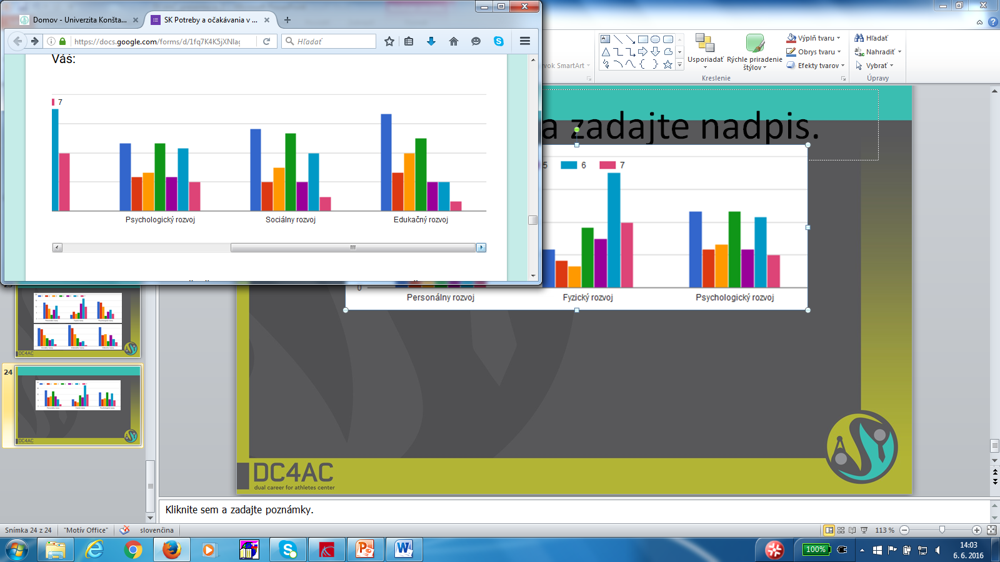 Domov - Univerzita Konšta...
SK Potreby a očakávania v ...
https://docs.google.com/forms/d/1fq7K4K5jXNla
Hľadať
Váš:
7
Psychologický rozvoj
Sociálny rozvoj
Edukačný rozvoj
vok SmartArt
Usporiadať
Rýchle priradenie
štýlov
Výplň tvaru
Obrys tvaru
Efekty tvarov
Kreslenie
Hľadať
Nahradiť
Vybrať
Úpravy
a zadajte nadpis.
5 6 7
0
Personálny rozvoj
Fyzický rozvoj
Psychologický rozvoj
DC4AC
24
DC4AC
DC4AC
dual career for athletes center
Kliknite sem a zadajte poznámky.
Snímka 24 z 24
"Motív Office"
slovenčina
113 %
100%
14:03
6. 6. 2016